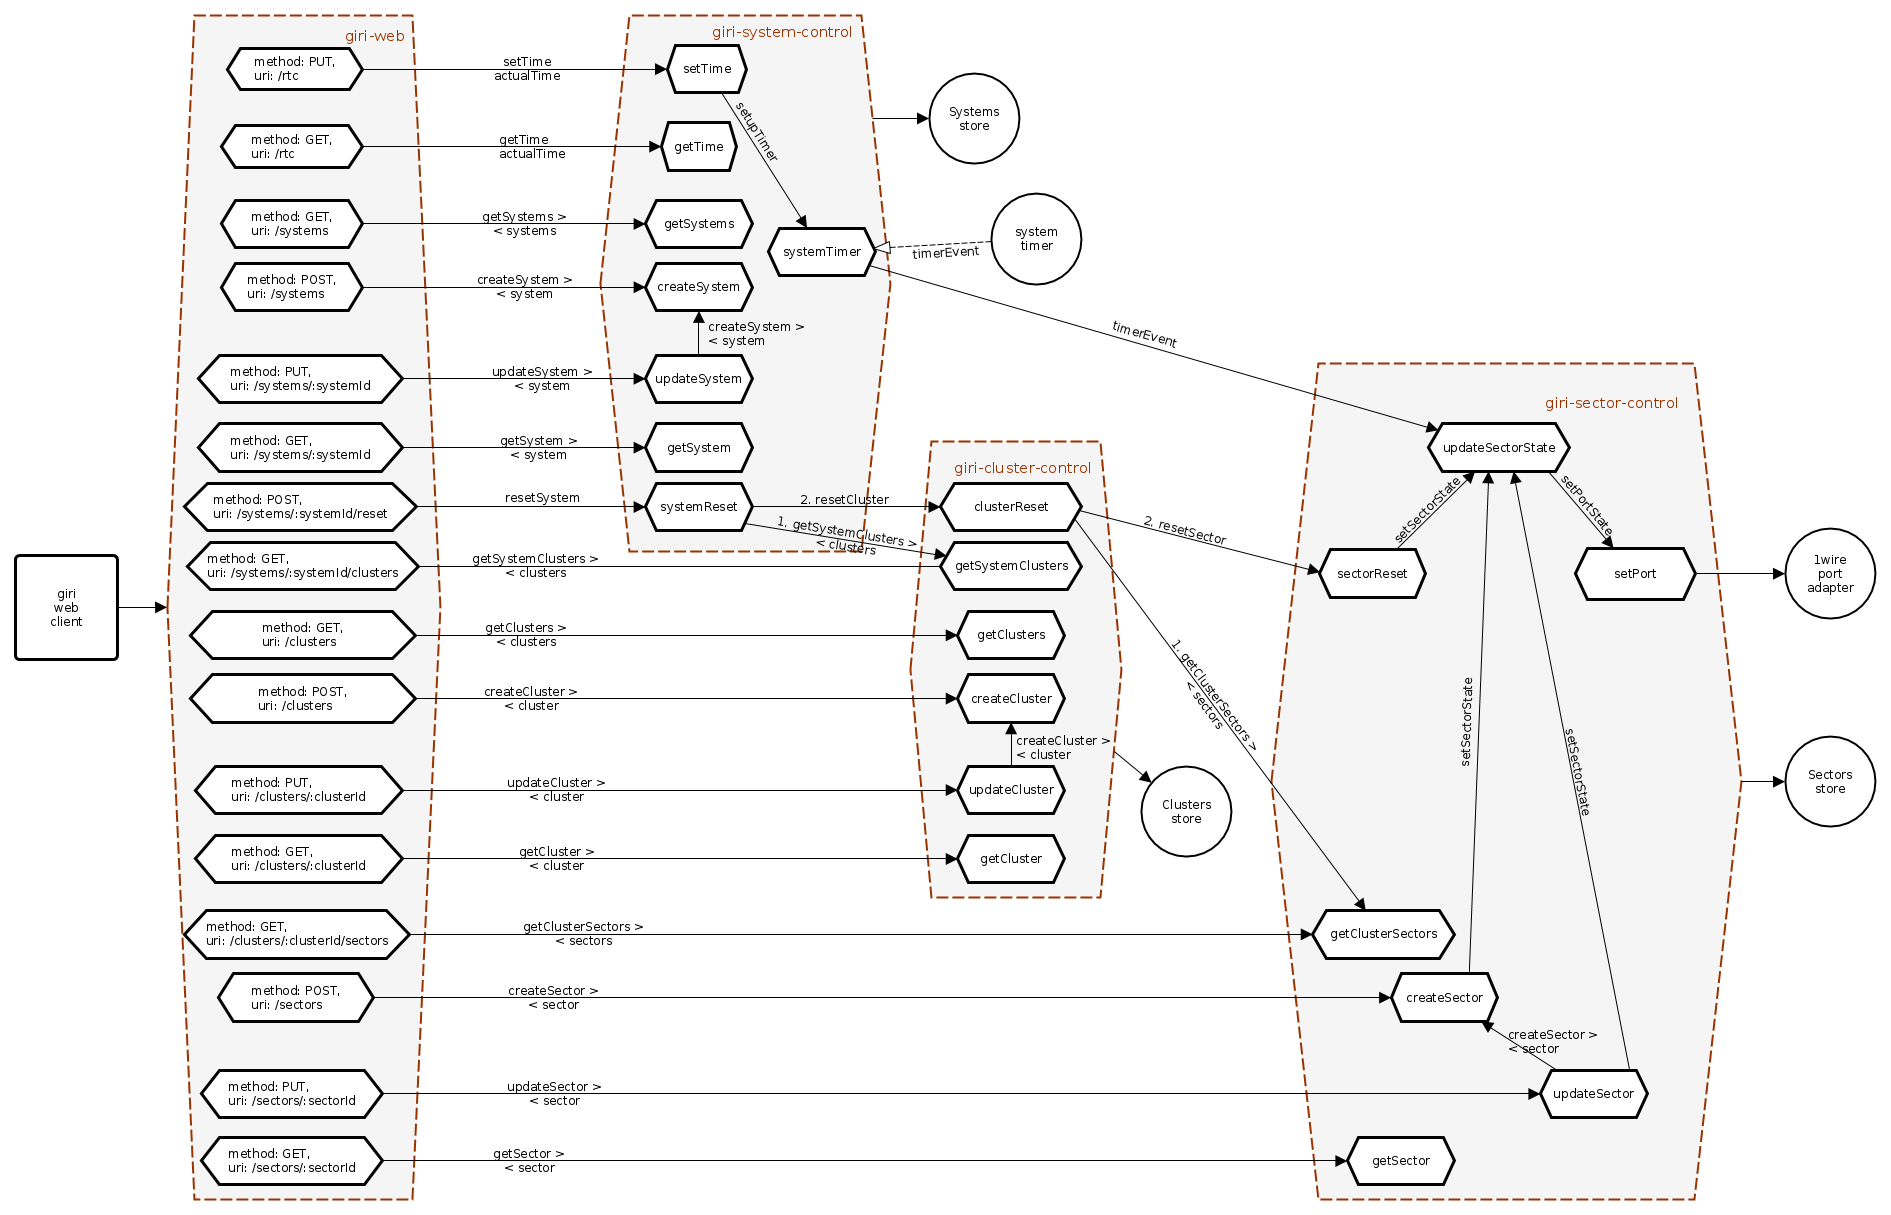 giri-web
giri-system-control
method: PUT,
uri: /rtc
setTime
actualTime
setTime
setupTimer
Systems
store
method: GET,
uri: /rtc
getTime
actualTime
getTime
method: GET,
uri: /systems
getSystems >
< systems
getSystems
systemTimer
timerEvent
system
timer
method: POST,
uri: /systems
createSystem >
< system
createSystem
createSystem >
< system
timerEvent
method: PUT,
uri: /systems/:systemId
updateSystem >
< system
updateSystem
giri-sector-control
method: GET,
uri: /systems/:systemId
getSystem >
< system
getSystem
updateSectorState
giri-cluster-control
method: POST,
uri: /systems/:systemId/reset
resetSystem
systemReset
2. resetCluster
clusterReset
1. getSystemClusters >
< clusters
2. resetSector
setSectorState
setPortState
method: GET,
uri: /systems/:systemId/clusters
getSystemClusters >
< clusters
getSystemClusters
sectorReset
setPort
1wire
port
adapter
giri
web
client
method: GET,
uri: /clusters
getClusters >
< clusters
getClusters
1. getClusterSectors >
< sectors
method: POST,
uri: /clusters
createCluster >
< cluster
createCluster
createCluster >
< cluster
setSectorState
setSectorState
method: PUT,
uri: /clusters/:clusterId
updateCluster >
< cluster
updateCluster
Clusters
store
Sectors
store
method: GET,
uri: /clusters/:clusterId
getCluster >
< cluster
getCluster
method: GET,
uri: /clusters/:clusterId/sectors
getClusterSectors >
< sectors
getClusterSectors
method: POST,
uri: /sectors
createSector >
< sector
createSector
createSector >
< sector
method: PUT,
uri: /sectors/:sectorId
updateSector >
< sector
updateSector
method: GET,
uri: /sectors/:sectorId
getSector >
< sector
getSector